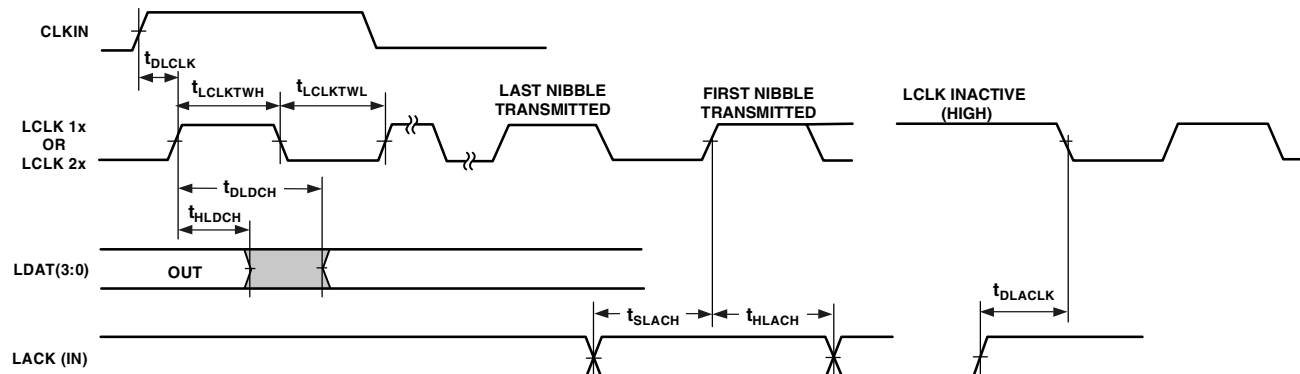 CLKIN
tDLCLK
tLCLKTWH
tLCLKTWL
LAST NIBBLE
TRANSMITTED
FIRST NIBBLE
TRANSMITTED
LCLK INACTIVE
(HIGH)
LCLK 1x
OR
LCLK 2x
tDLDCH
tHLDCH
LDAT(3:0)
OUT
tSLACH
tHLACH
tDLACLK
LACK (IN)